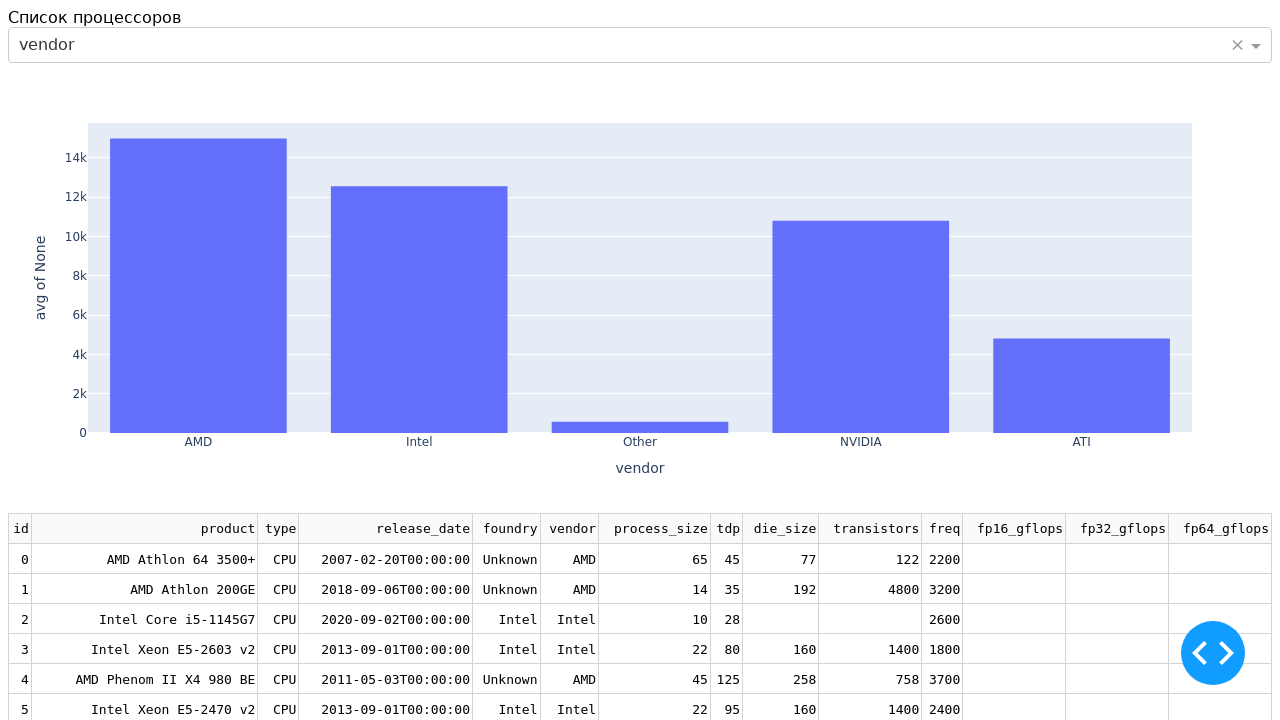 Список процессоров
vendor
14k
12k
10k
8k
6k
4k
2k
0
avg of None
AMD Intel Other NVIDIA ATI
vendor
id product type release_date foundry vendor process_size tdp die_size transistors freq fp16_gflops fp32_gflops fp64_gflops
0 AMD Athlon 64 3500+ CPU 2007-02-20T00:00:00 Unknown AMD 65 45 77 122 2200
1 AMD Athlon 200GE CPU 2018-09-06T00:00:00 Unknown AMD 14 35 192 4800 3200
2 Intel Core i5-1145G7 CPU 2020-09-02T00:00:00 Intel Intel 10 28 2600
3 Intel Xeon E5-2603 v2 CPU 2013-09-01T00:00:00 Intel Intel 22 80 160 1400 1800
4 AMD Phenom II X4 980 BE CPU 2011-05-03T00:00:00 Unknown AMD 45 125 258 758 3700
5 Intel Xeon E5-2470 v2 CPU 2013-09-01T00:00:00 Intel Intel 22 95 160 1400 2400